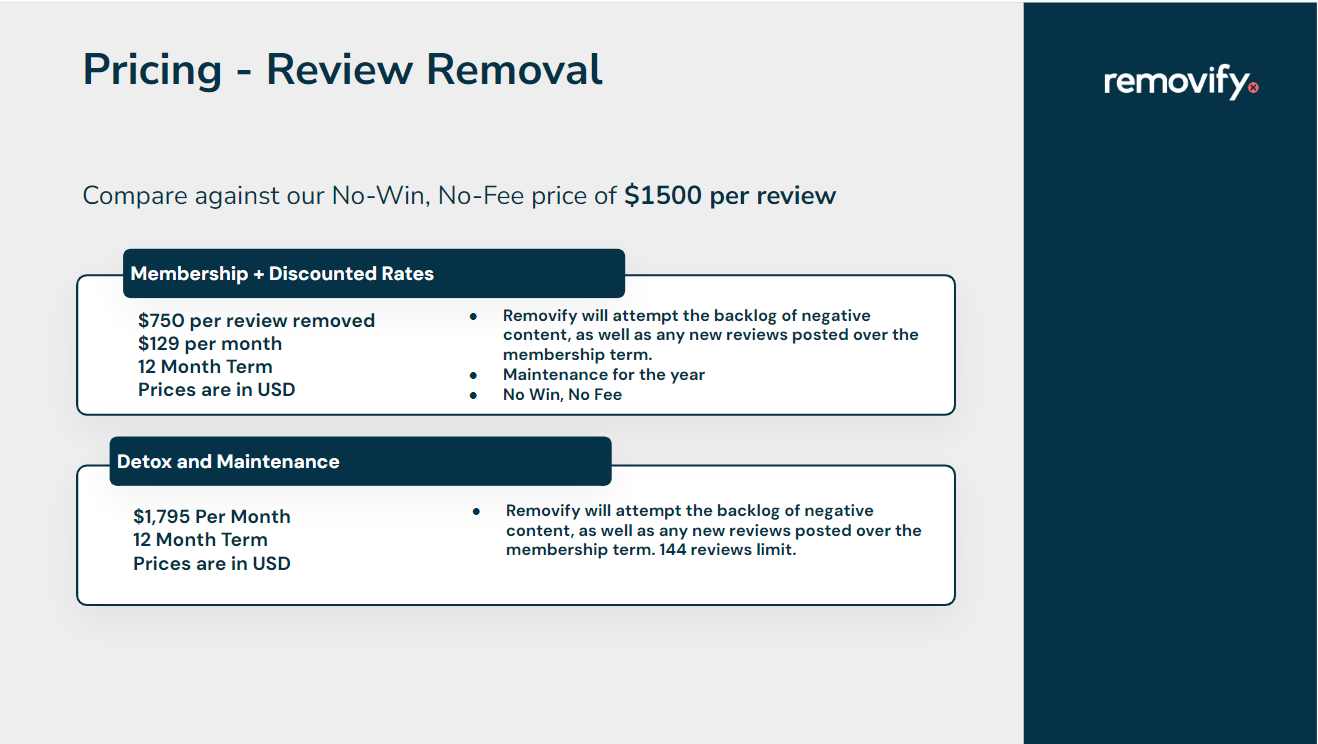 Pricing - Review Removal
removify
Compare against our No-Win, No-Fee price of $1500 per review
Membership + Discounted Rates
$750 per review removed
$129 per month
12 Month Term
Prices are in USD
● Removify will attempt the backlog of negative
content, as well as any new reviews posted over the
membership term.
● Maintenance for the year
● No Win, No Fee
Detox and Maintenance
$1,795 Per Month
12 Month Term
Prices are in USD
● Removify will attempt the backlog of negative
content, as well as any new reviews posted over the
membership term. 144 reviews limit.